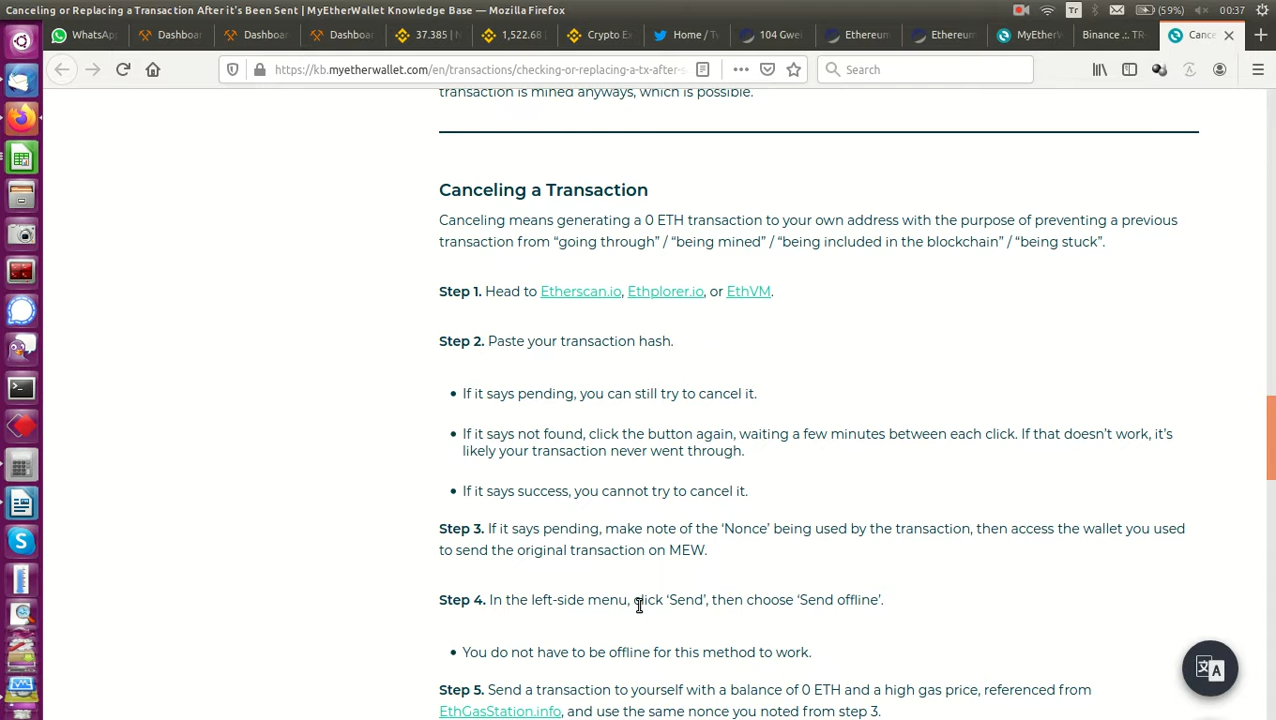 Canceling or Replacing a Transaction After it's Been Sent | MyEtherWallet Knowledge Base - Mozilla Firefox
Tr
(59%)
00:37
WhatsAp
Dashboar
Dashboar
Dashboar
37.385 | N
1,522.68 |
Crypto Ex
Home / Tw
104 Gwei
Ethereum
Ethereum
MyEtherW
Binance .:. TR
Cance
https://kb.myetherwallet.com/en/transactions/checking-or-replacing-a-tx-after-s
Search
transaction is mined anyways, which is possible.
Canceling a Transaction
Canceling means generating a 0 ETH transaction to your own address with the purpose of preventing a previous
transaction from “going through” / “being mined” / “being included in the blockchain” / “being stuck”.
Step 1. Head to Etherscan.io, Ethplorer.io, or EthVM.
Step 2. Paste your transaction hash.
• If it says pending, you can still try to cancel it.
• If it says not found, click the button again, waiting a few minutes between each click. If that doesn’t work, it’s
likely your transaction never went through.
• If it says success, you cannot try to cancel it.
Step 3. If it says pending, make note of the ‘Nonce’ being used by the transaction, then access the wallet you used
to send the original transaction on MEW.
Step 4. In the left-side menu, click ‘Send’, then choose ‘Send offline’.
• You do not have to be offline for this method to work.
Step 5. Send a transaction to yourself with a balance of 0 ETH and a high gas price, referenced from
EthGasStation.info, and use the same nonce you noted from step 3.